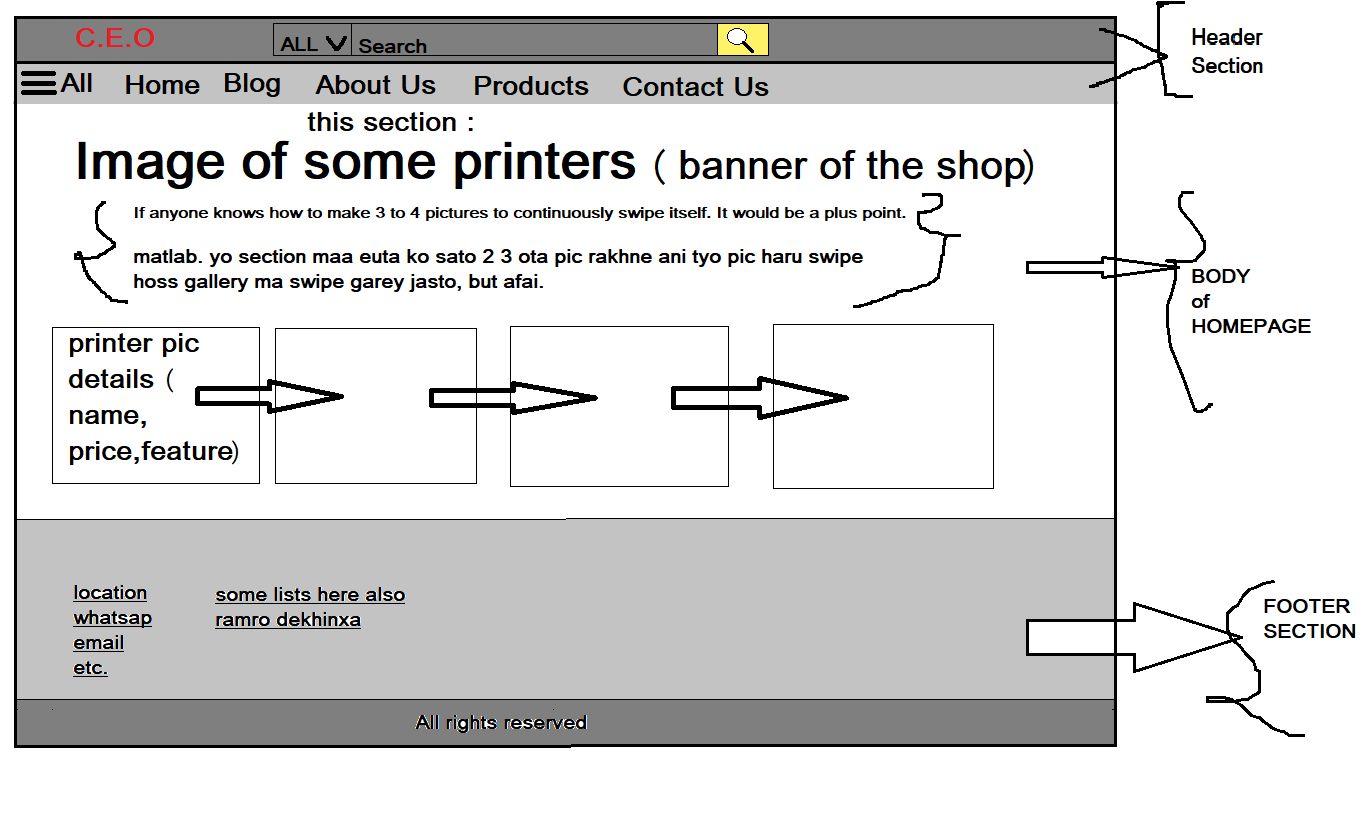 C.E.O
ALL Search
All Home Blog About Us Products Contact Us
Header
Section
this section :
Image of some printers ( banner of the shop)
If anyone knows how to make 3 to 4 pictures to continuously swipe itself. It would be a plus point.
matlab. yo section maa euta ko sato 2 3 ota pic rakhne ani tyo pic haru swipe
hoss gallery ma swipe garey jasto, but afai.
BODY
of
HOMEPAGE
printer pic
details (
name,
price,feature)
location
whatsap
email
etc.
some lists here also
ramro dekhinxa
FOOTER
SECTION
All rights reserved